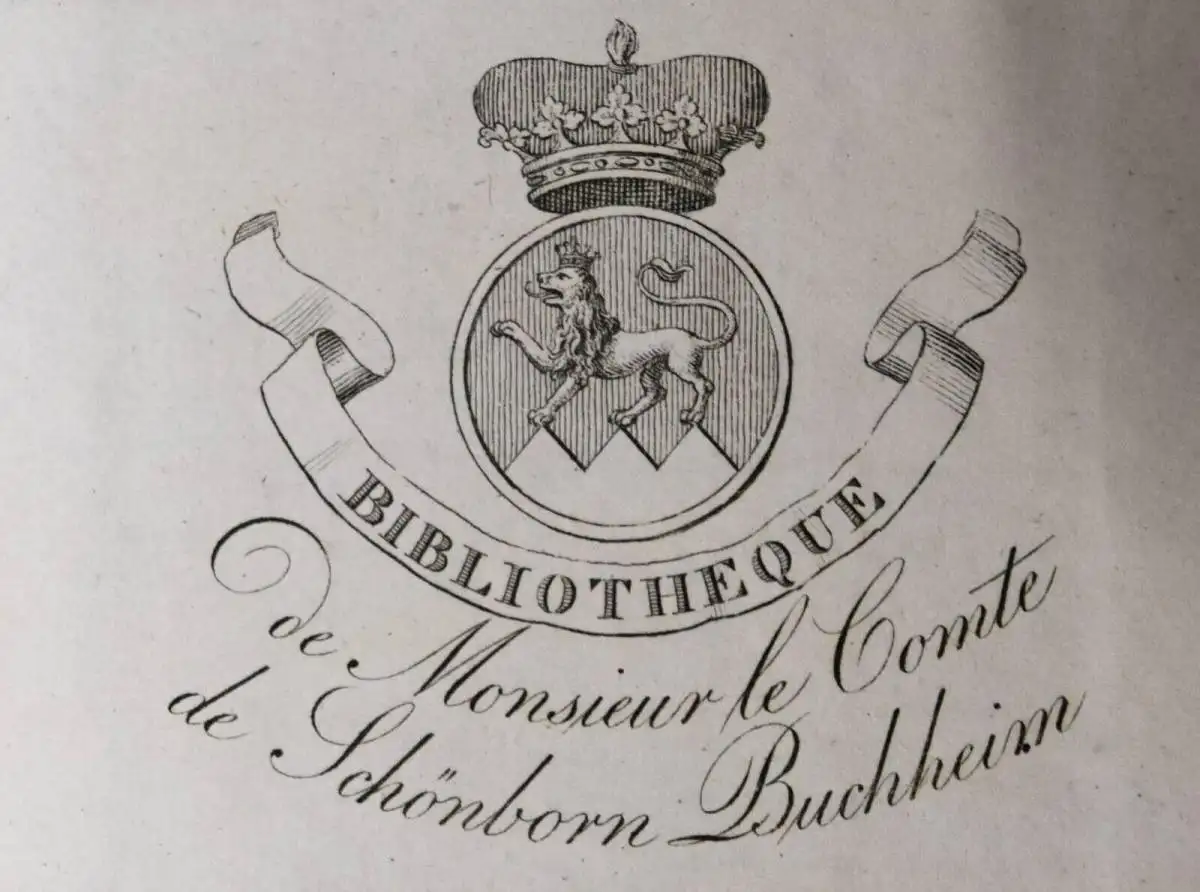 BIBLIOTHEQUE
de Monsieur le Comte
de Schönborn Buchheim